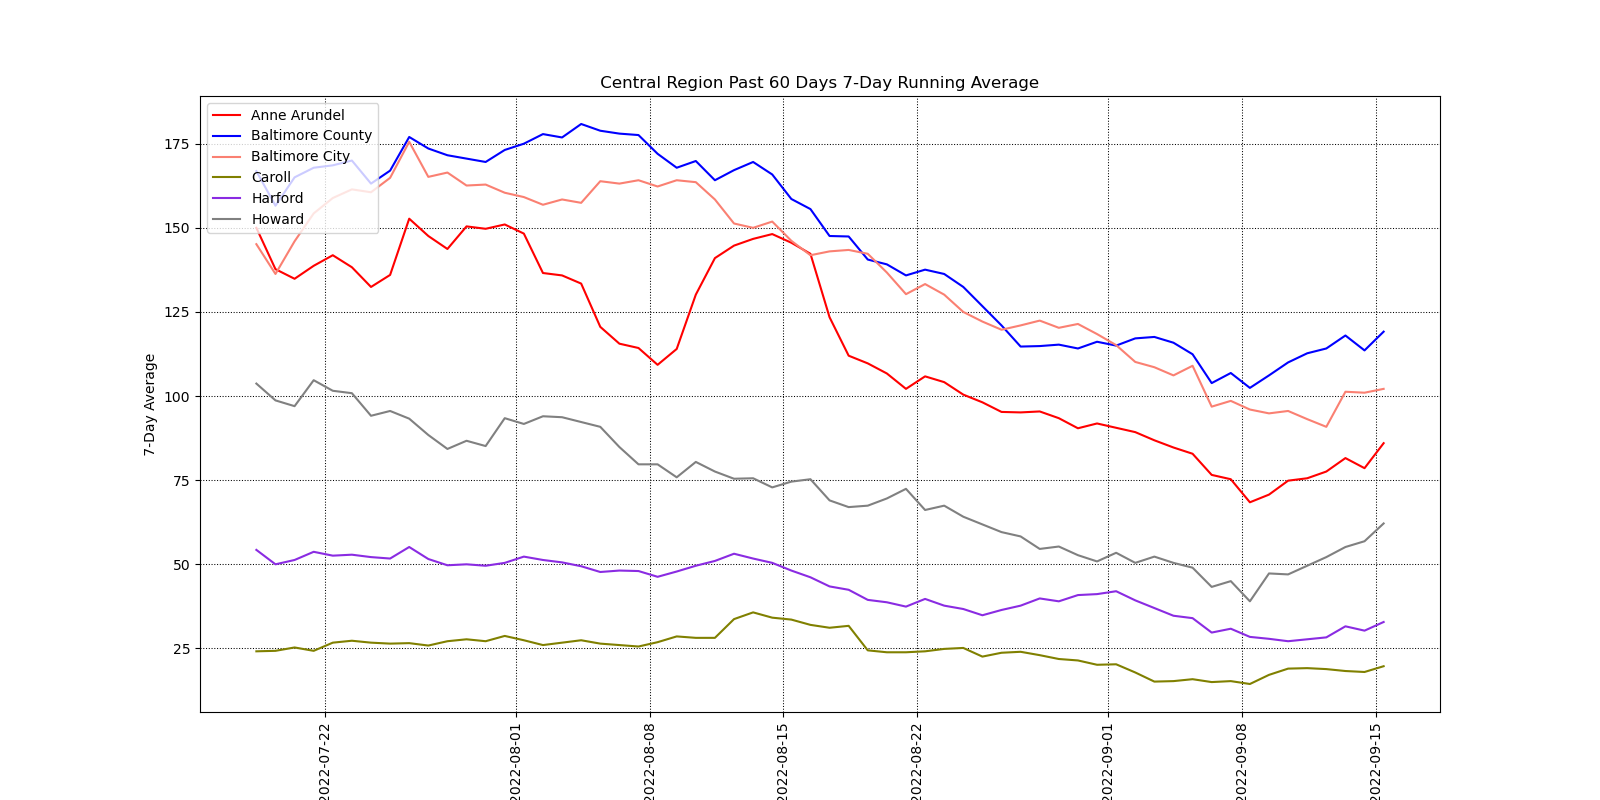 Central Region Past 60 Days 7-Day Running Average
Anne Arundel
Baltimore County
Baltimore City
Caroll
Harford
Howard
175
150
125
100
75
50
25
7-Day Average
2022-07-22
2022-08-01
2022-08-08
2022-08-15
2022-08-22
2022-09-01
2022-09-08
2022-09-15